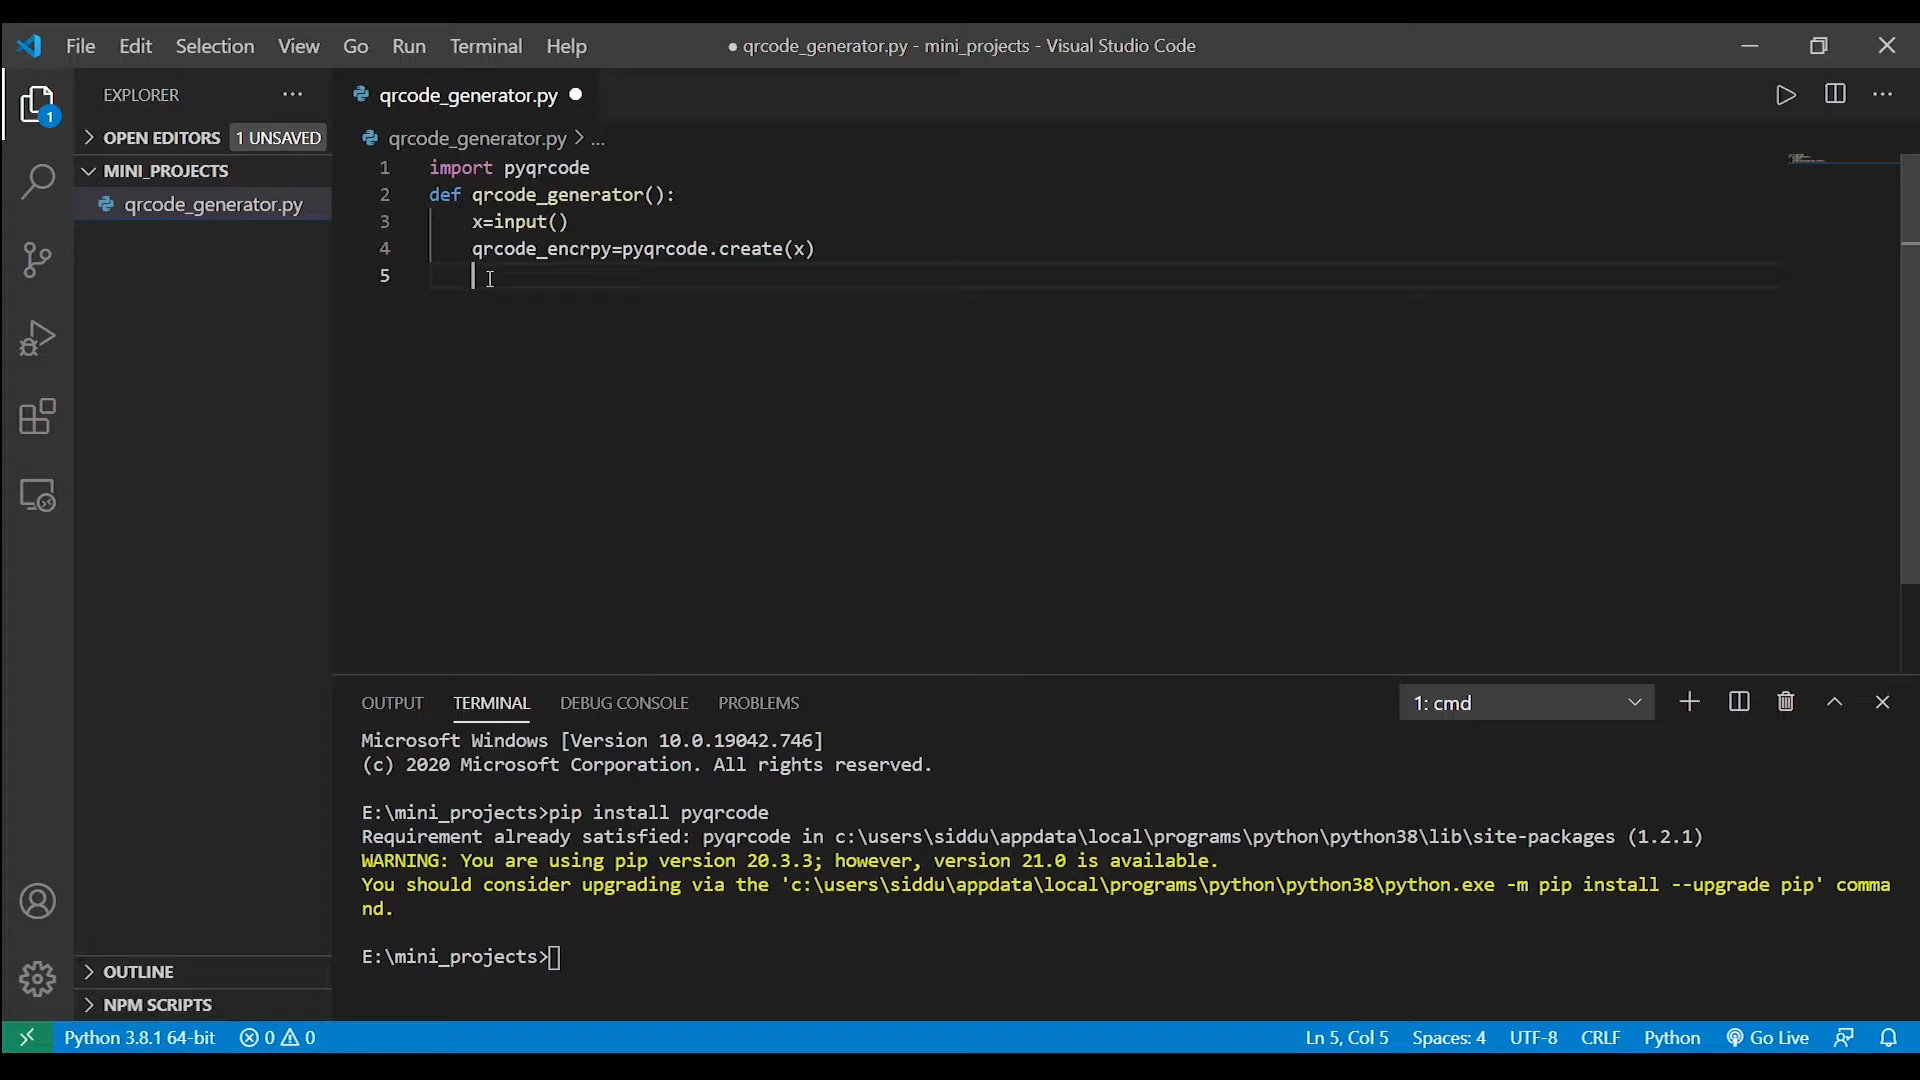 File Edit Selection View Go Run Terminal Help
● qrcode_generator.py - mini_projects - Visual Studio Code
EXPLORER
1
OPEN EDITORS 1 UNSAVED
MINI_PROJECTS
qrcode_generator.py
OUTLINE
NPM SCRIPTS
qrcode_generator.py
qrcode_generator.py > ...
1 import pyqrcode
2 def qrcode_generator():
3 x=input()
4 qrcode_encrpy=pyqrcode.create(x)
5
OUTPUT TERMINAL DEBUG CONSOLE PROBLEMS
1: cmd
Microsoft Windows [Version 10.0.19042.746]
(c) 2020 Microsoft Corporation. All rights reserved.
E:\mini_projects>pip install pyqrcode
Requirement already satisfied: pyqrcode in c:\users\siddu\appdata\local\programs\python\python38\lib\site-packages (1.2.1)
WARNING: You are using pip version 20.3.3; however, version 21.0 is available.
You should consider upgrading via the 'c:\users\siddu\appdata\local\programs\python\python38\python.exe -m pip install --upgrade pip' comma
nd.
E:\mini_projects>
Python 3.8.1 64-bit 0 0
Ln 5, Col 5 Spaces: 4 UTF-8 CRLF Python Go Live